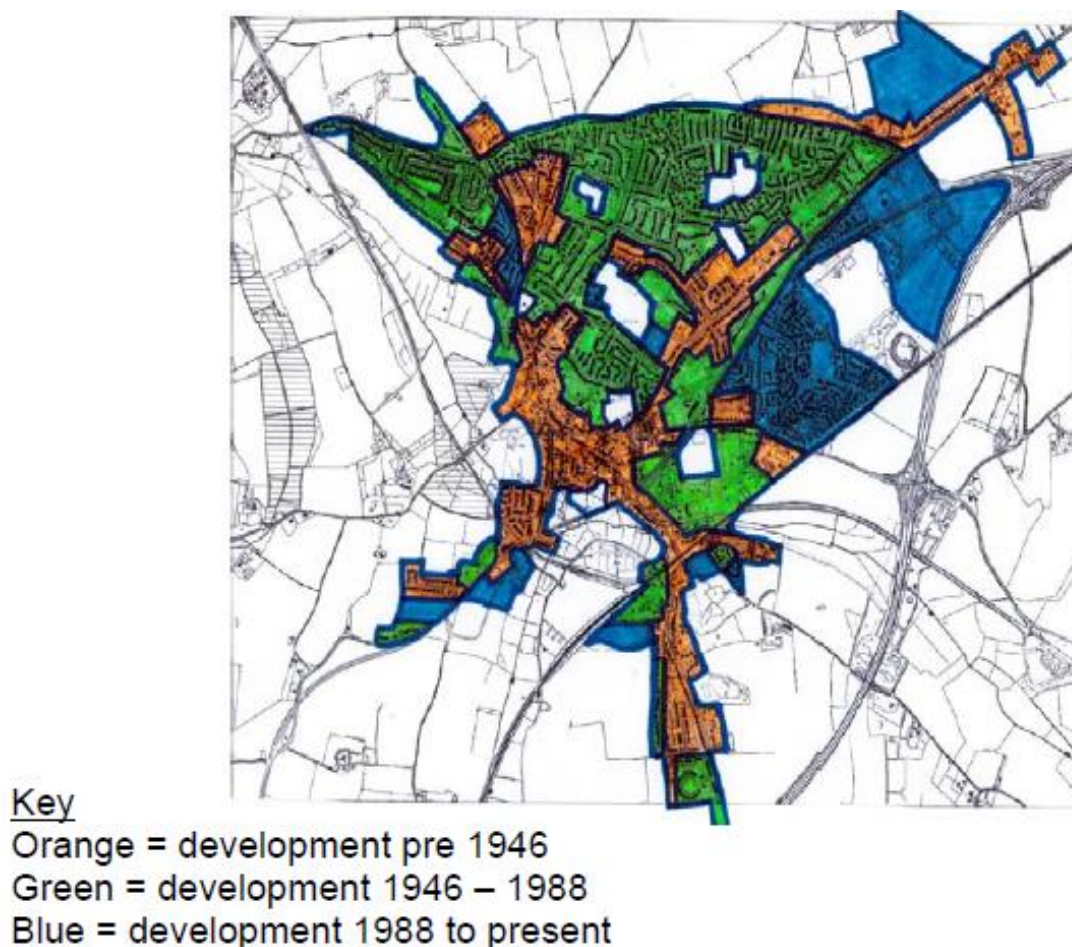 Key
Orange = development pre 1946
Green = development 1946 – 1988
Blue = development 1988 to present